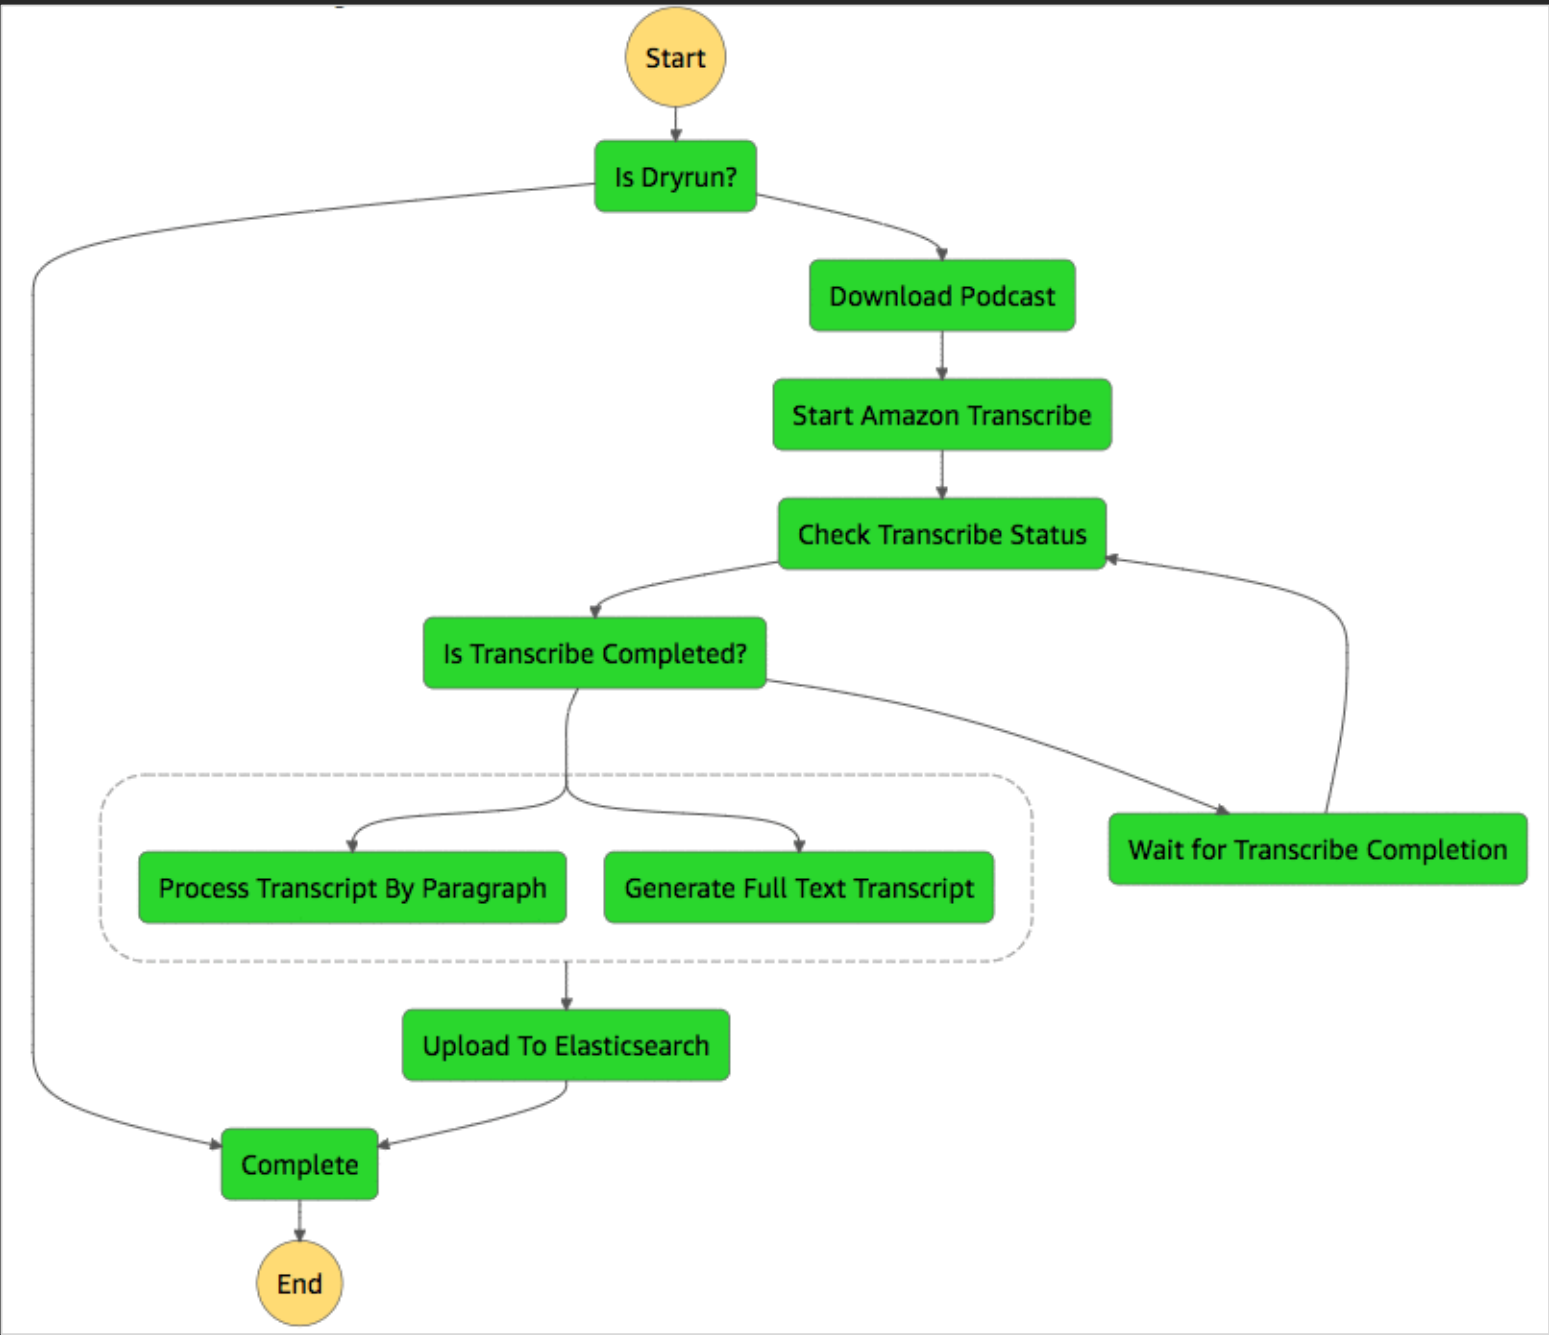 Start
Is Dryrun?
Download Podcast
Start Amazon Transcribe
Check Transcribe Status
Is Transcribe Completed?
Wait for Transcribe Completion
Process Transcript By Paragraph
Generate Full Text Transcript
Upload To Elasticsearch
Complete
End